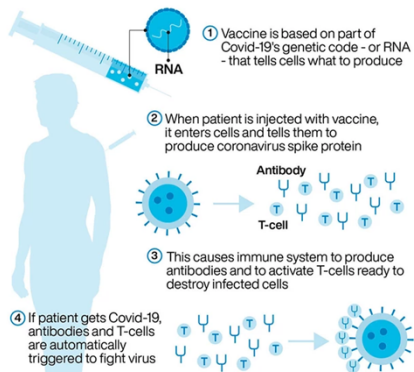 RNA
1 Vaccine is based on part of
Covid-19's genetic code - or RNA
- that tells cells what to produce
2 When patient is injected with vaccine,
it enters cells and tells them to
produce coronavirus spike protein
Antibody
T T T T T T T
T-cell
3 This causes immune system to produce
antibodies and to activate T-cells ready to
destroy infected cells
4 If patient gets Covid-19,
antibodies and T-cells
are automatically
triggered to fight virus
T T T T T T